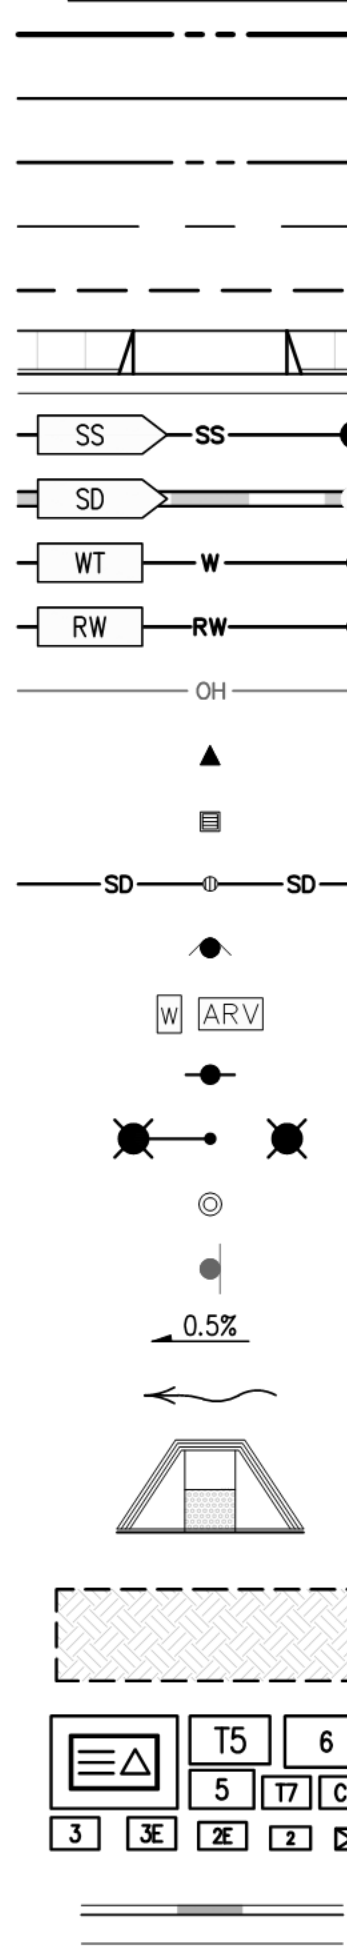 SS SS
SD
WT W
RW RW
OH
SD SD
W ARV
0.5%
T5 6
5 T7 C
3 3E 2E 2